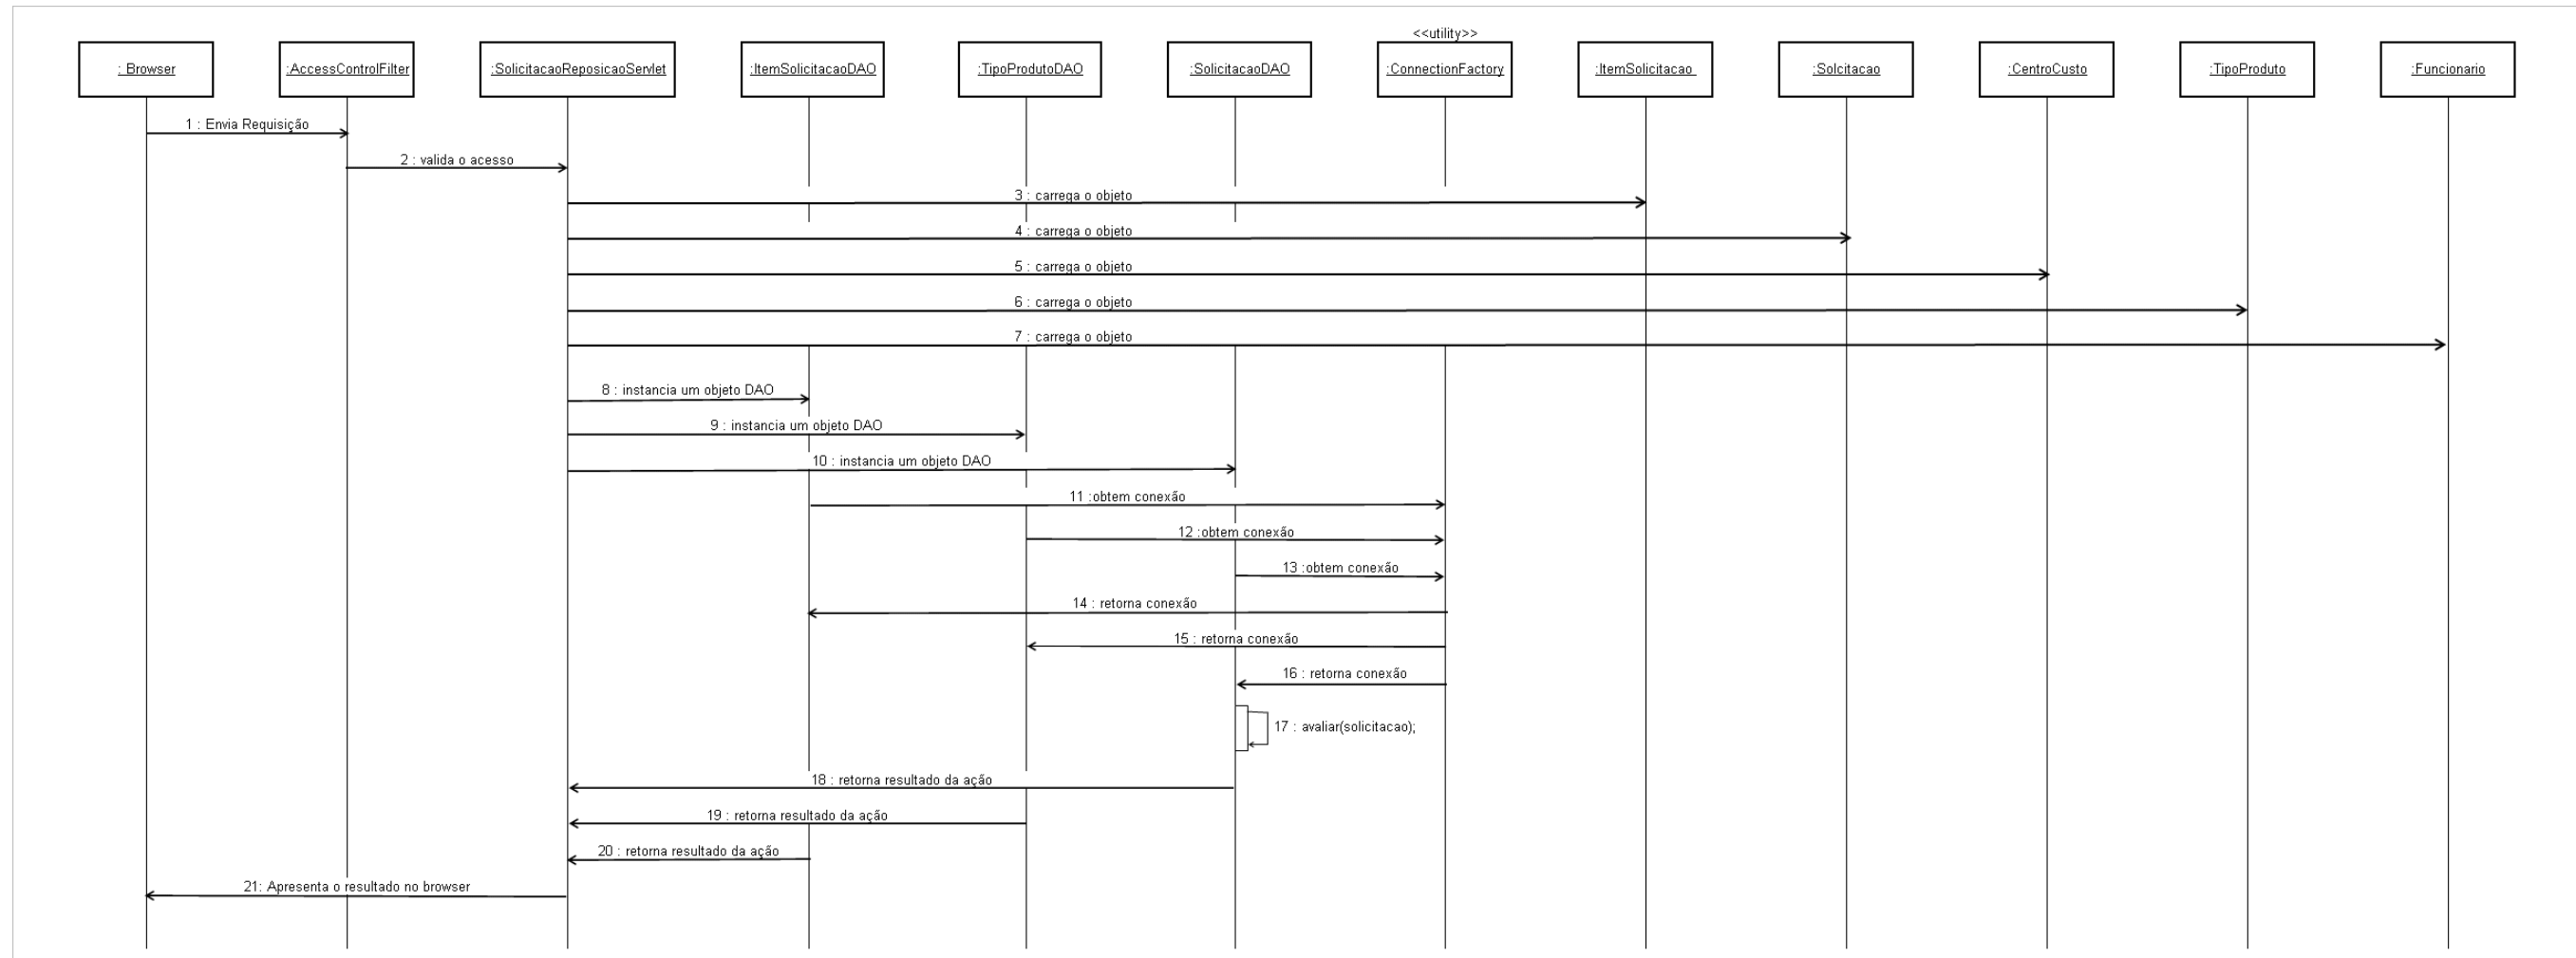 <<utility>>
: Browser
:AccessControlFilter
:SolicitacaoReposicaoServlet
:ItemSolicitacaoDAO
:TipoProdutoDAO
:SolicitacaoDAO
:ConnectionFactory
:ItemSolicitacao
:Solcitacao
:CentroCusto
:TipoProduto
:Funcionario
1 : Envia Requisição
2 : valida o acesso
3 : carrega o objeto
4 : carrega o objeto
5 : carrega o objeto
6 : carrega o objeto
7 : carrega o objeto
8 : instancia um objeto DAO
9 : instancia um objeto DAO
10 : instancia um objeto DAO
11 :obtem conexão
12 :obtem conexão
13 :obtem conexão
14 : retorna conexão
15 : retorna conexão
16 : retorna conexão
17 : avaliar(solicitacao);
18 : retorna resultado da ação
19 : retorna resultado da ação
20 : retorna resultado da ação
21: Apresenta o resultado no browser